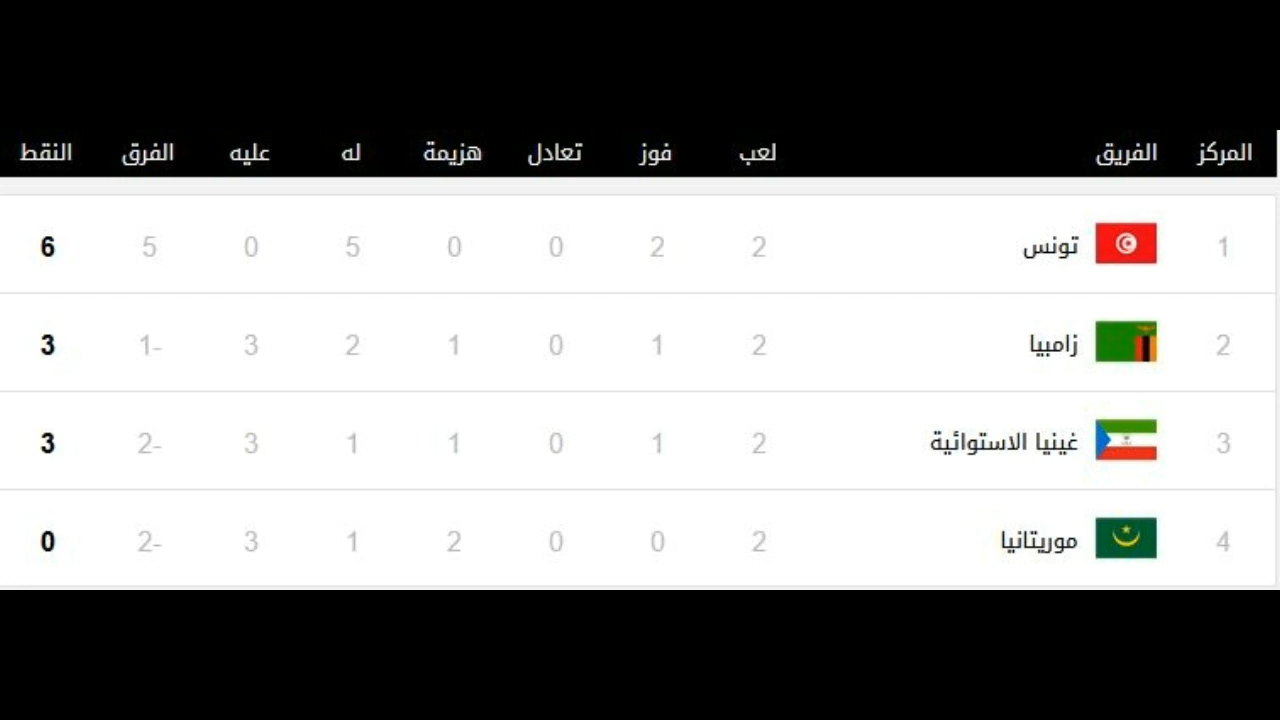 المركز الفريق لعب فوز تعادل هزيمة له عليه الفرق النقط
1 تونس 2 2 0 0 5 0 5 6
2 زامبيا 2 1 0 1 2 3 1- 3
3 غينيا الاستوائية 2 1 0 1 1 3 2- 3
4 موريتانيا 2 0 0 2 1 3 2- 0